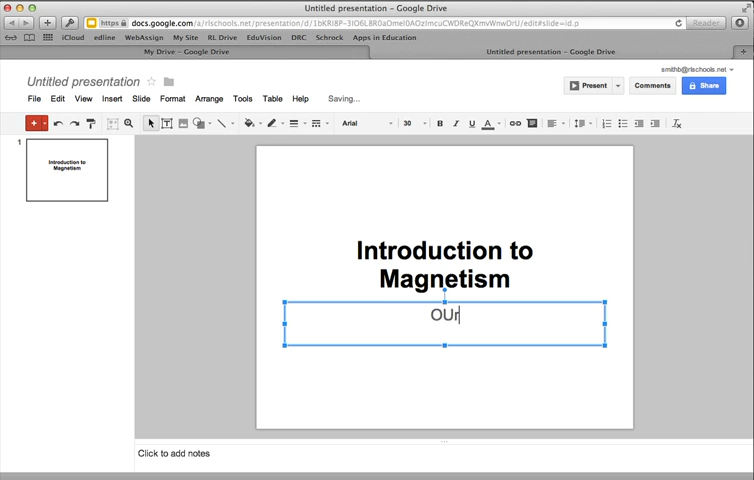 Untitled presentation – Google Drive
https docs.google.com/a/rlschools.net/presentation/d/1bKRI8P-3IO6L8R0aOmeI0AOzImcuCWDReQXmvWnwDrU/edit#slide=id.p Reader
iCloud edline WebAssign My Site RL Drive EduVision DRC Schrock Apps in Education
My Drive – Google Drive Untitled presentation – Google Drive
smithb@rlschools.net
Untitled presentation
Present Comments Share
File Edit View Insert Slide Format Arrange Tools Table Help Saving...
Arial 30 B I U A
1
Introduction to
Magnetism
Introduction to
Magnetism
OUr
Click to add notes